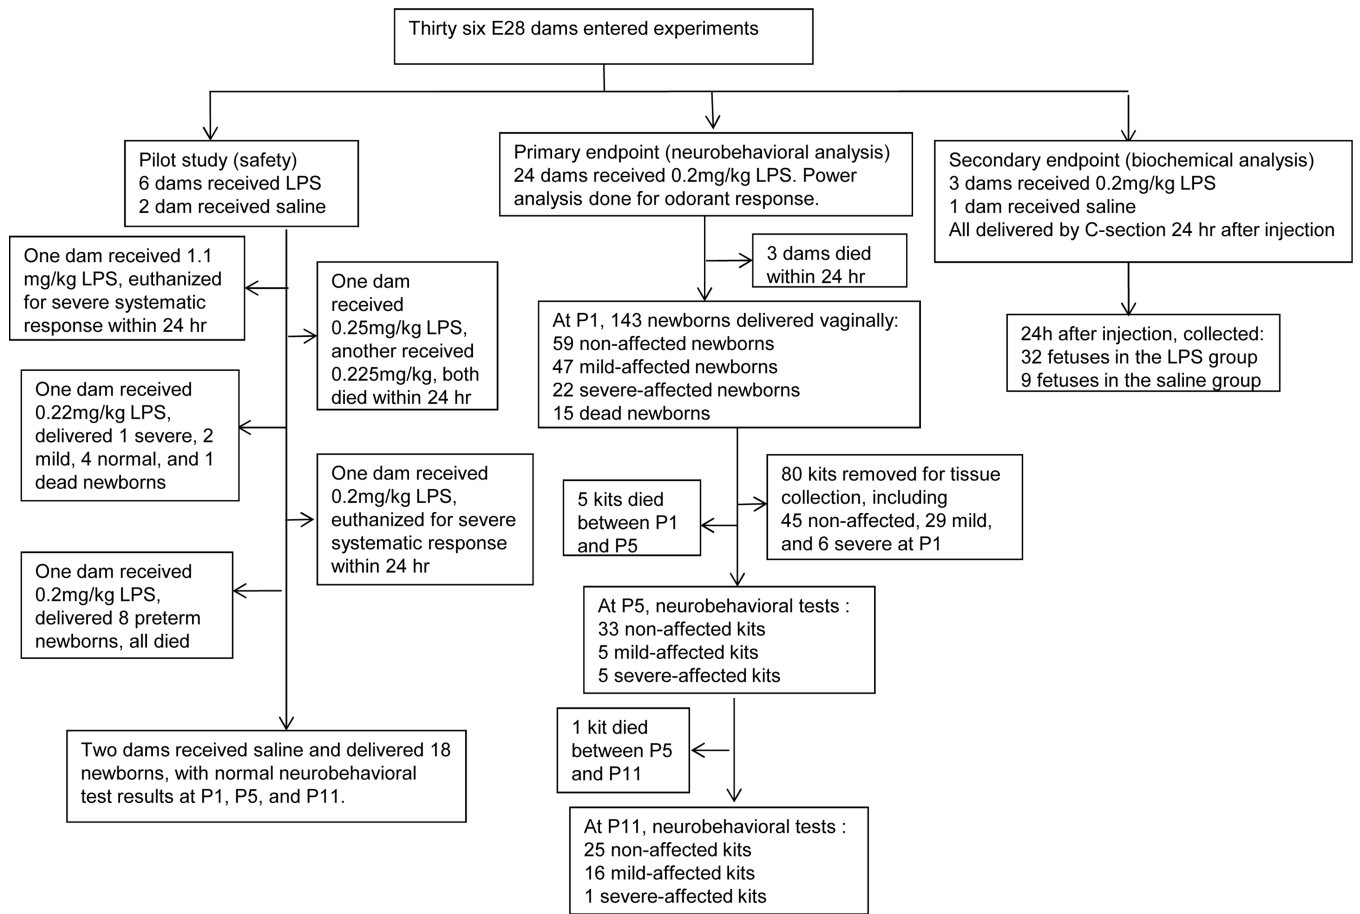 Thirty six E28 dams entered experiments
Pilot study (safety)
6 dams received LPS
2 dam received saline
One dam received 1.1
mg/kg LPS, euthanized
for severe systematic
response within 24 hr
One dam
received
0.25mg/kg LPS,
another received
0.225mg/kg, both
died within 24 hr
One dam received
0.22mg/kg LPS,
delivered 1 severe, 2
mild, 4 normal, and 1
dead newborns
One dam received
0.2mg/kg LPS,
euthanized for severe
systematic response
within 24 hr
One dam received
0.2mg/kg LPS,
delivered 8 preterm
newborns, all died
Two dams received saline and delivered 18
newborns, with normal neurobehavioral
test results at P1, P5, and P11.
Primary endpoint (neurobehavioral analysis)
24 dams received 0.2mg/kg LPS. Power
analysis done for odorant response.
3 dams died
within 24 hr
At P1, 143 newborns delivered vaginally:
59 non-affected newborns
47 mild-affected newborns
22 severe-affected newborns
15 dead newborns
5 kits died
between P1
and P5
80 kits removed for tissue
collection, including
45 non-affected, 29 mild,
and 6 severe at P1
At P5, neurobehavioral tests :
33 non-affected kits
5 mild-affected kits
5 severe-affected kits
1 kit died
between P5
and P11
At P11, neurobehavioral tests :
25 non-affected kits
16 mild-affected kits
1 severe-affected kits
Secondary endpoint (biochemical analysis)
3 dams received 0.2mg/kg LPS
1 dam received saline
All delivered by C-section 24 hr after injection
24h after injection, collected:
32 fetuses in the LPS group
9 fetuses in the saline group